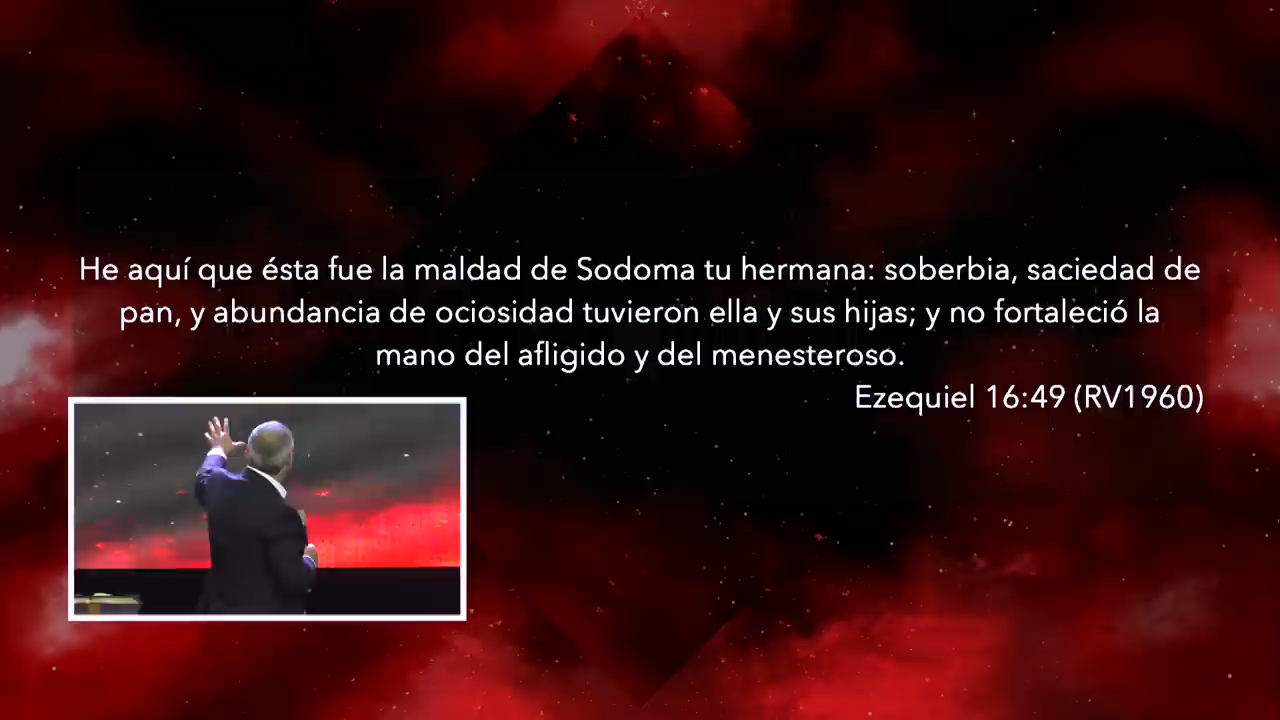 He aquí que ésta fue la maldad de Sodoma tu hermana: soberbia, saciedad de
pan, y abundancia de ociosidad tuvieron ella y sus hijas; y no fortaleció la
mano del afligido y del menesteroso.
Ezequiel 16:49 (RV1960)